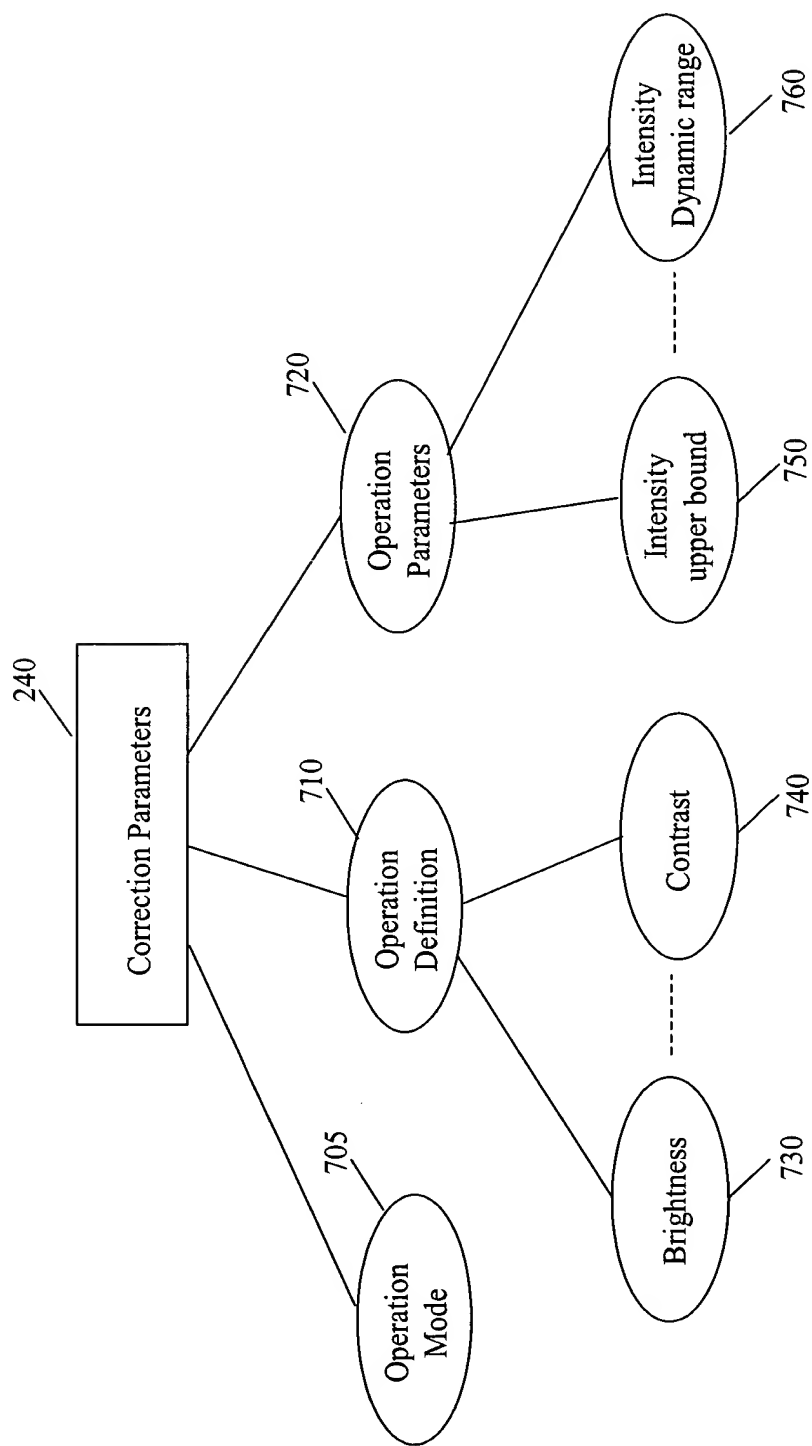 240
Correction Parameters
705
710
720
Operation
Mode
Operation
Definition
Operation
Parameters
Brightness
Contrast
Intensity
upper bound
Intensity
Dynamic range
730
740
750
760